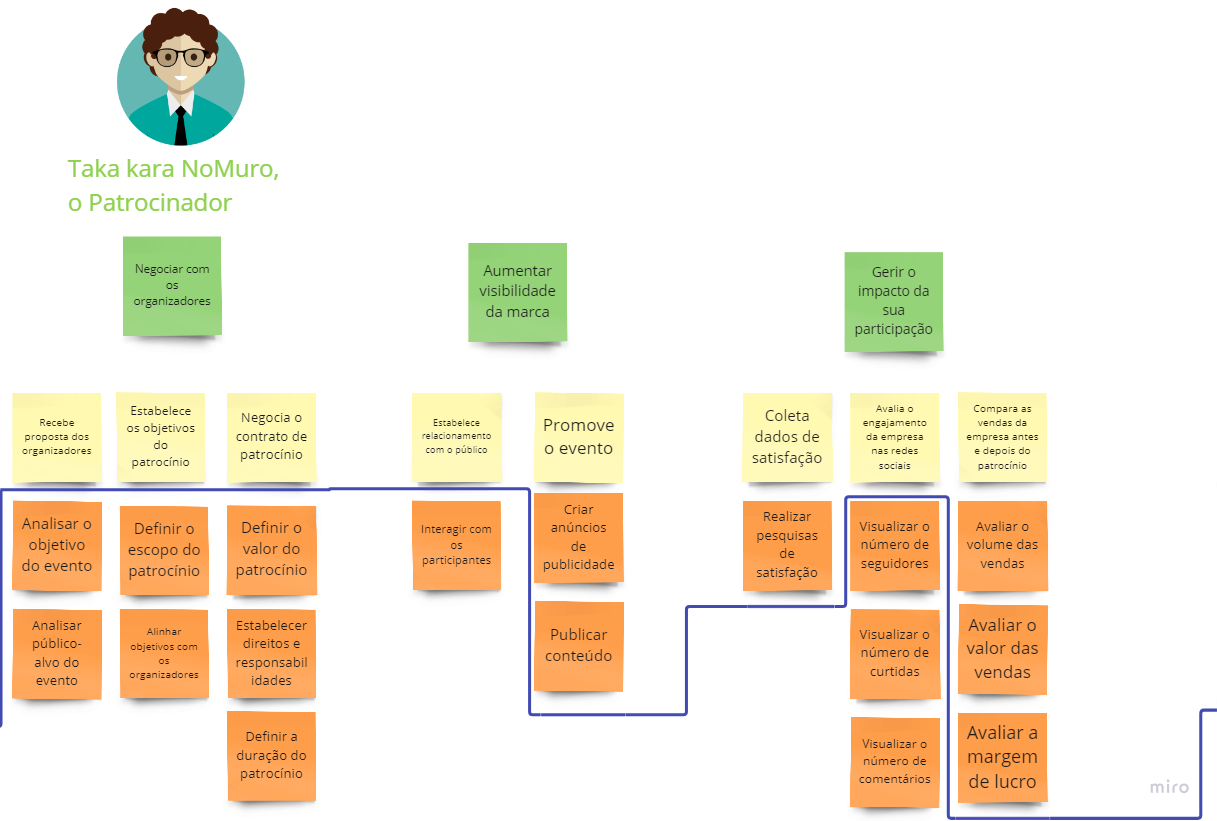 Taka kara NoMuro,
o Patrocinador
Negociar com
os
organizadores
Aumentar
visibilidade
da marca
Gerir o
impacto da
sua
participação
Recebe
proposta dos
organizadores
Estabelece
os objetivos
do
patrocínio
Negocia o
contrato de
patrocínio
Estabelece
relacionamento
com o público
Promove
o evento
Coleta
dados de
satisfação
Avalia o
engajamento
da empresa
nas redes
sociais
Compara as
vendas da
empresa antes
e depois do
patrocínio
Analisar o
objetivo
do evento
Definir o
escopo do
patrocínio
Definir o
valor do
patrocínio
Interagir com
os
participantes
Criar
anúncios
de
publicidade
Realizar
pesquisas
de
satisfação
Visualizar o
número de
seguidores
Avaliar o
volume das
vendas
Analisar
público-
alvo do
evento
Alinhar
objetivos com
os
organizadores
Estabelecer
direitos e
responsabil
idades
Publicar
conteúdo
Visualizar o
número de
curtidas
Avaliar o
valor das
vendas
Definir a
duração do
patrocínio
Visualizar o
número de
comentários
Avaliar a
margem
de lucro
miro